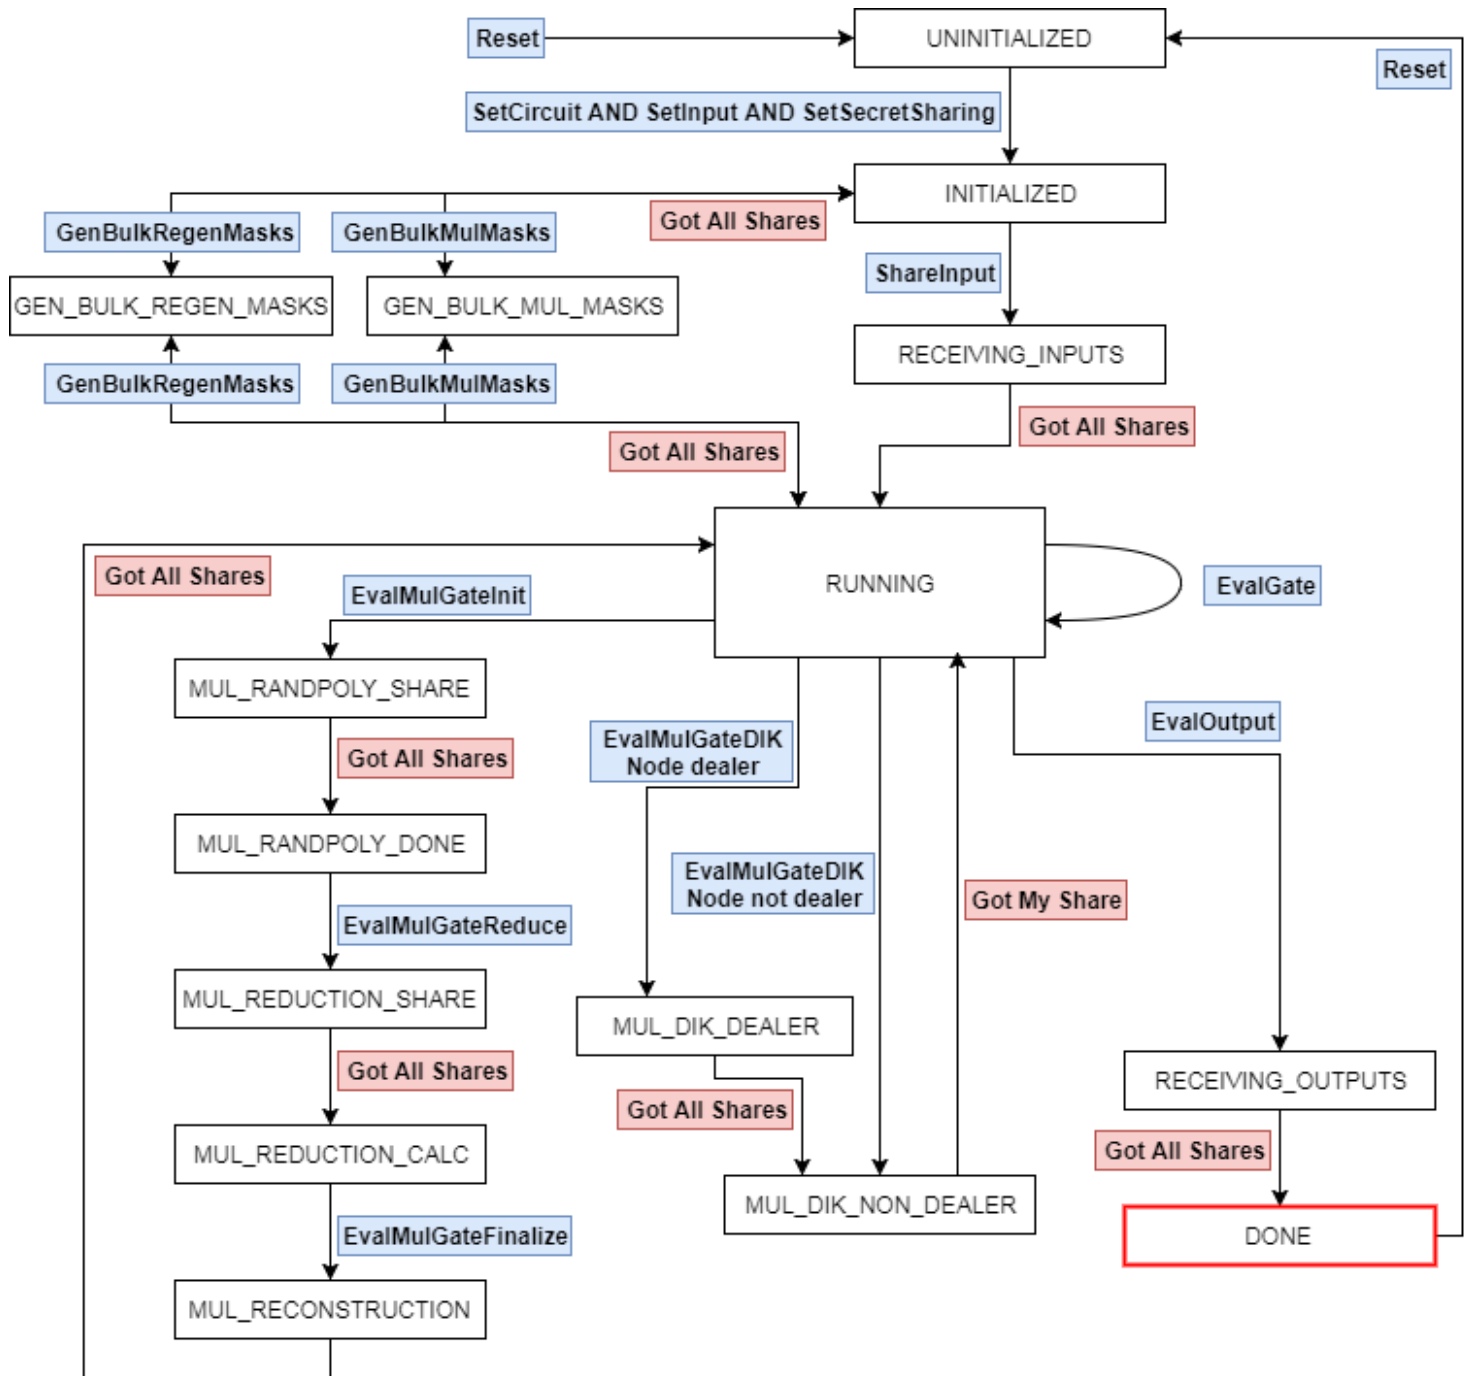 Reset
UNINITIALIZED
Reset
SetCircuit AND SetInput AND SetSecretSharing
INITIALIZED
Got All Shares
GenBulkRegenMasks
GenBulkMulMasks
ShareInput
GEN_BULK_REGEN_MASKS
GEN_BULK_MUL_MASKS
RECEIVING_INPUTS
GenBulkRegenMasks
GenBulkMulMasks
Got All Shares
Got All Shares
Got All Shares
RUNNING
EvalGate
EvalMulGateInit
MUL_RANDPOLY_SHARE
EvalOutput
EvalMulGateDIK
Node dealer
Got All Shares
MUL_RANDPOLY_DONE
EvalMulGateDIK
Node not dealer
Got My Share
EvalMulGateReduce
MUL_REDUCTION_SHARE
MUL_DIK_DEALER
Got All Shares
RECEIVING_OUTPUTS
Got All Shares
MUL_REDUCTION_CALC
Got All Shares
MUL_DIK_NON_DEALER
EvalMulGateFinalize
DONE
MUL_RECONSTRUCTION